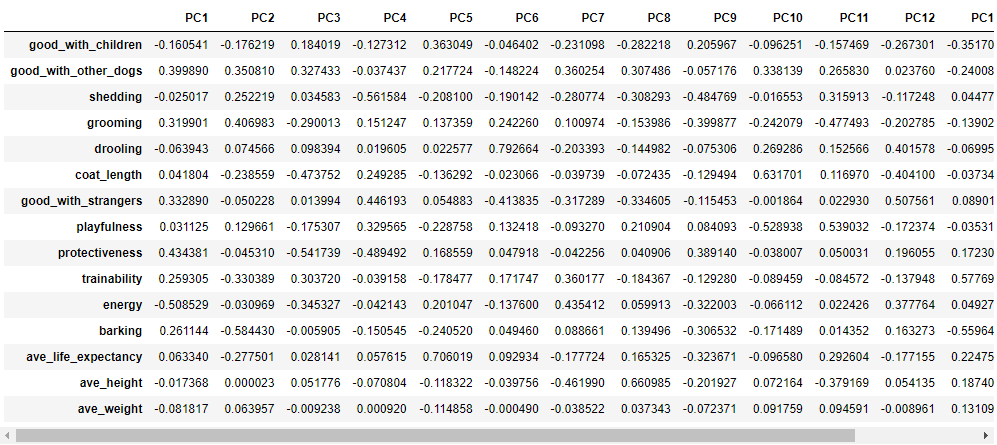 PC1 PC2 PC3 PC4 PC5 PC6 PC7 PC8 PC9 PC10 PC11 PC12 PC1
good_with_children -0.160541 -0.176219 0.184019 -0.127312 0.363049 -0.046402 -0.231098 -0.282218 0.205967 -0.096251 -0.157469 -0.267301 -0.35170
good_with_other_dogs 0.399890 0.350810 0.327433 -0.037437 0.217724 -0.148224 0.360254 0.307486 -0.057176 0.338139 0.265830 0.023760 -0.24008
shedding -0.025017 0.252219 0.034583 -0.561584 -0.208100 -0.190142 -0.280774 -0.308293 -0.484769 -0.016553 0.315913 -0.117248 0.04477
grooming 0.319901 0.406983 -0.290013 0.151247 0.137359 0.242260 0.100974 -0.153986 -0.399877 -0.242079 -0.477493 -0.202785 -0.13902
drooling -0.063943 0.074566 0.098394 0.019605 0.022577 0.792664 -0.203393 -0.144982 -0.075306 0.269286 0.152566 0.401578 -0.06995
coat_length 0.041804 -0.238559 -0.473752 0.249285 -0.136292 -0.023066 -0.039739 -0.072435 -0.129494 0.631701 0.116970 -0.404100 -0.03734
good_with_strangers 0.332890 -0.050228 0.013994 0.446193 0.054883 -0.413835 -0.317289 -0.334605 -0.115453 -0.001864 0.022930 0.507561 0.08901
playfulness 0.031125 0.129661 -0.175307 0.329565 -0.228758 0.132418 -0.093270 0.210904 0.084093 -0.528938 0.539032 -0.172374 -0.03531
protectiveness 0.434381 -0.045310 -0.541739 -0.489492 0.168559 0.047918 -0.042256 0.040906 0.389140 -0.038007 0.050031 0.196055 0.17230
trainability 0.259305 -0.330389 0.303720 -0.039158 -0.178477 0.171747 0.360177 -0.184367 -0.129280 -0.089459 -0.084572 -0.137948 0.57769
energy -0.508529 -0.030969 -0.345327 -0.042143 0.201047 -0.137600 0.435412 0.059913 -0.322003 -0.066112 0.022426 0.377764 0.04927
barking 0.261144 -0.584430 -0.005905 -0.150545 -0.240520 0.049460 0.088661 0.139496 -0.306532 -0.171489 0.014352 0.163273 -0.55964
ave_life_expectancy 0.063340 -0.277501 0.028141 0.057615 0.706019 0.092934 -0.177724 0.165325 -0.323671 -0.096580 0.292604 -0.177155 0.22475
ave_height -0.017368 0.000023 0.051776 -0.070804 -0.118322 -0.039756 -0.461990 0.660985 -0.201927 0.072164 -0.379169 0.054135 0.18740
ave_weight -0.081817 0.063957 -0.009238 0.000920 -0.114858 -0.000490 -0.038522 0.037343 -0.072371 0.091759 0.094591 -0.008961 0.13109